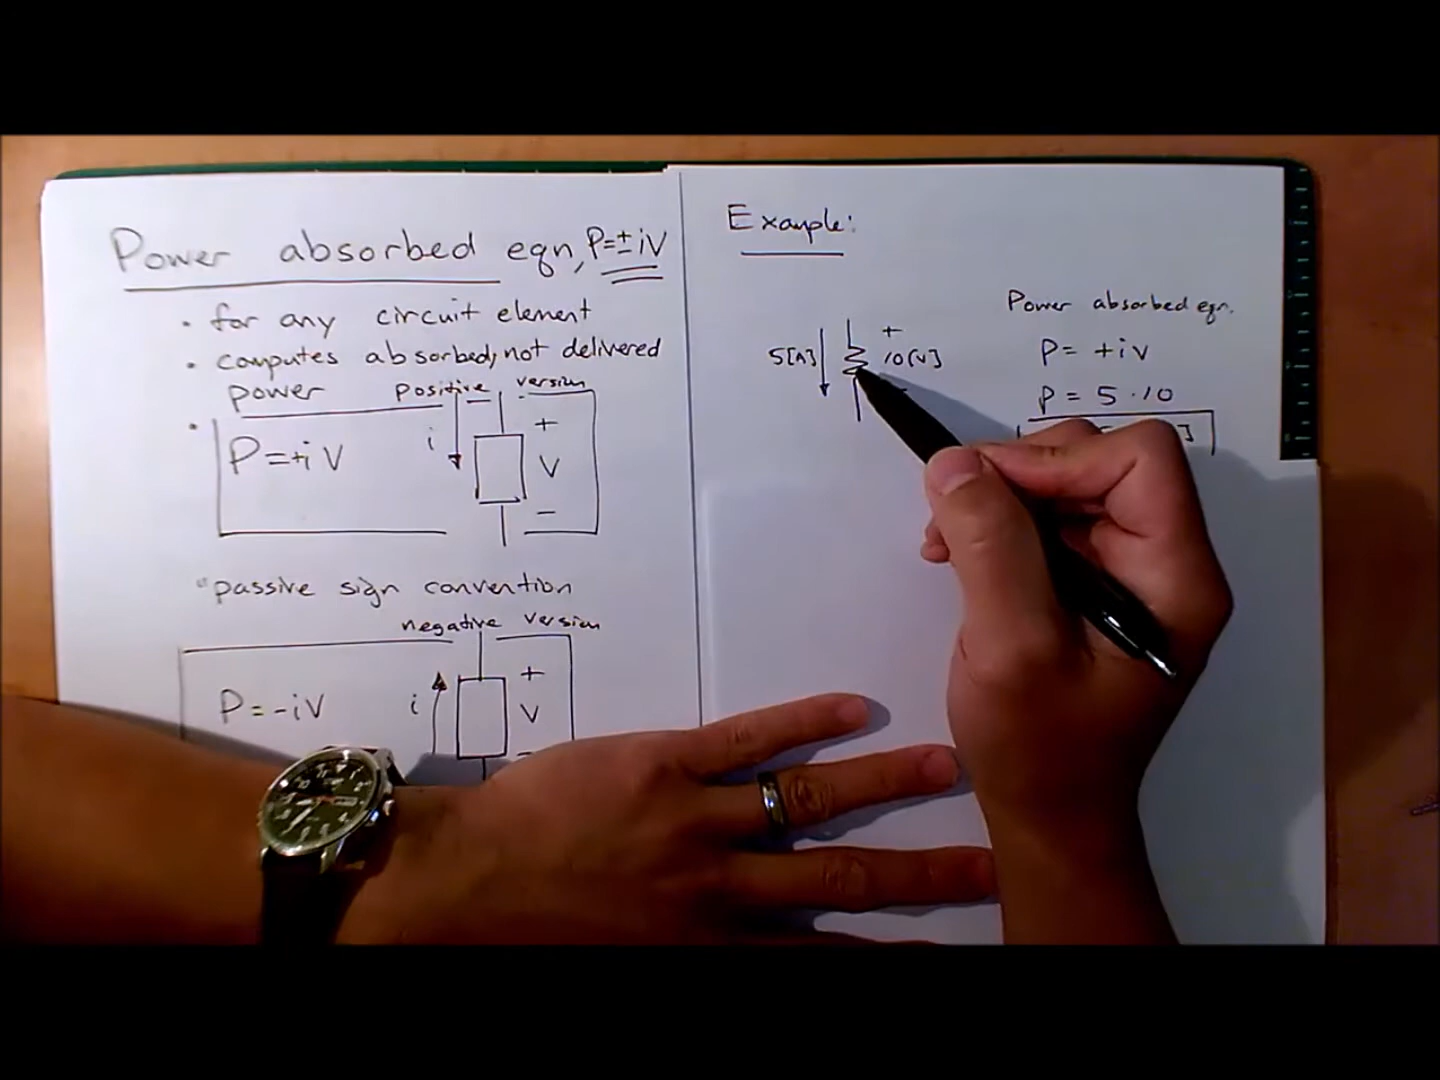 Power absorbed eqn, P=±iV
• for any circuit element
• computes absorbed, not delivered
power
positive version
P=+iV
i
+
V
−
"passive sign convention
negative version
P=-iV
i
+
V
−
Example:
5[A]
+
10[V]
−
Power absorbed eqn.
P= +iV
P= 5·10